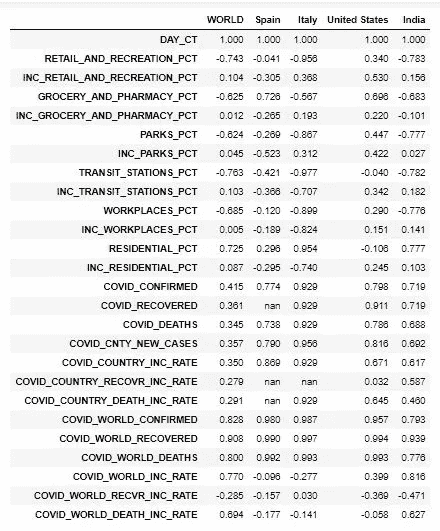 WORLD Spain Italy United States India
DAY_CT 1.000 1.000 1.000 1.000 1.000
RETAIL_AND_RECREATION_PCT -0.743 -0.041 -0.956 0.340 -0.783
INC_RETAIL_AND_RECREATION_PCT 0.104 -0.305 0.368 0.530 0.156
GROCERY_AND_PHARMACY_PCT -0.625 0.726 -0.567 0.696 -0.683
INC_GROCERY_AND_PHARMACY_PCT 0.012 -0.265 0.193 0.220 -0.101
PARKS_PCT -0.624 -0.269 -0.867 0.447 -0.777
INC_PARKS_PCT 0.045 -0.523 0.312 0.422 0.027
TRANSIT_STATIONS_PCT -0.763 -0.421 -0.977 -0.040 -0.782
INC_TRANSIT_STATIONS_PCT 0.103 -0.366 -0.707 0.342 0.182
WORKPLACES_PCT -0.685 -0.120 -0.899 0.290 -0.776
INC_WORKPLACES_PCT 0.005 -0.189 -0.824 0.151 0.141
RESIDENTIAL_PCT 0.725 0.296 0.954 -0.106 0.777
INC_RESIDENTIAL_PCT 0.087 -0.295 -0.740 0.245 0.103
COVID_CONFIRMED 0.415 0.774 0.929 0.798 0.719
COVID_RECOVERED 0.361 nan 0.929 0.911 0.719
COVID_DEATHS 0.345 0.738 0.929 0.786 0.688
COVID_CNTY_NEW_CASES 0.357 0.790 0.956 0.816 0.692
COVID_COUNTRY_INC_RATE 0.350 0.869 0.929 0.671 0.617
COVID_COUNTRY_RECOVR_INC_RATE 0.279 nan nan 0.032 0.587
COVID_COUNTRY_DEATH_INC_RATE 0.291 nan 0.929 0.645 0.460
COVID_WORLD_CONFIRMED 0.828 0.980 0.987 0.957 0.793
COVID_WORLD_RECOVERED 0.908 0.990 0.997 0.994 0.939
COVID_WORLD_DEATHS 0.800 0.992 0.993 0.993 0.776
COVID_WORLD_INC_RATE 0.770 -0.096 -0.277 0.399 0.816
COVID_WORLD_RECVR_INC_RATE -0.285 -0.157 0.030 -0.369 -0.471
COVID_WORLD_DEATH_INC_RATE 0.694 -0.177 -0.141 -0.058 0.627